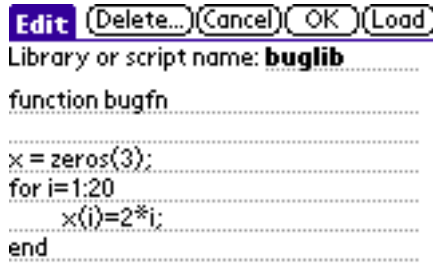 Edit (Delete...) (Cancel) ( OK ) (Load)
Library or script name: buglib
function bugfn
x = zeros(3);
for i=1:20
x(i)=2*i;
end